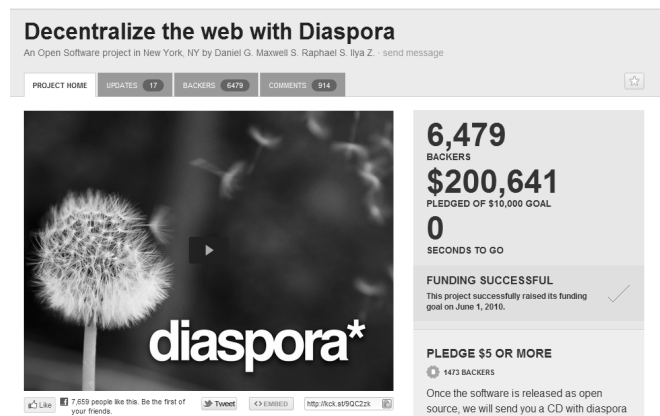 Decentralize the web with Diaspora
An Open Software project in New York, NY by Daniel G. Maxwell S. Raphael S. Ilya Z. · send message
PROJECT HOME UPDATES 17 BACKERS 6479 COMMENTS 914
diaspora*
Like 7,659 people like this. Be the first of
your friends.
Tweet <> EMBED http://kck.st/9QC2zk
6,479
BACKERS
$200,641
PLEDGED OF $10,000 GOAL
0
SECONDS TO GO
FUNDING SUCCESSFUL
This project successfully raised its funding
goal on June 1, 2010.
PLEDGE $5 OR MORE
1473 BACKERS
Once the software is released as open
source, we will send you a CD with diaspora